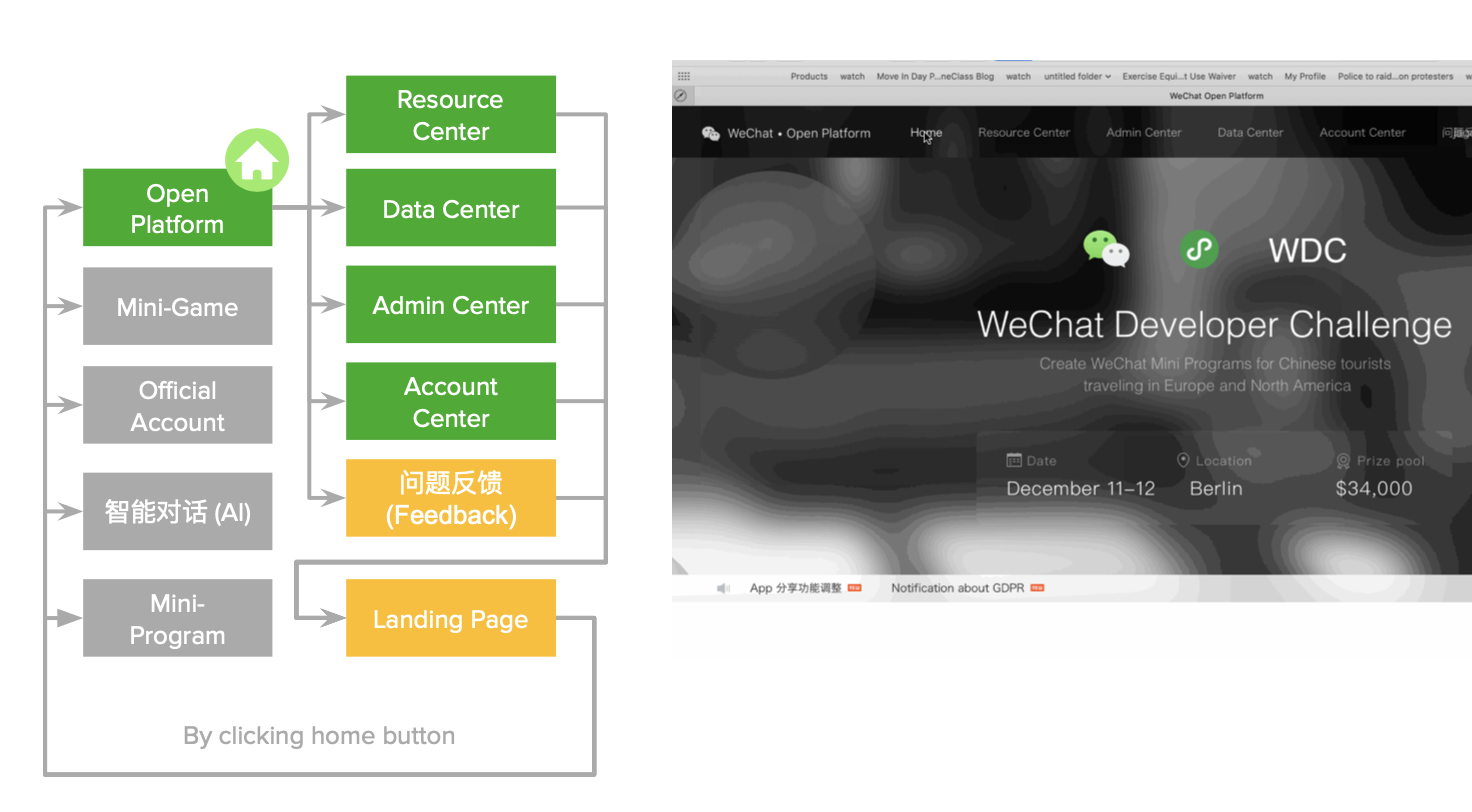 Resource
Center
Open
Platform
Data Center
Mini-Game
Admin Center
Official
Account
Account
Center
智能对话 (AI)
问题反馈
(Feedback)
Mini-
Program
Landing Page
By clicking home button
Products watch Move In Day P...neClass Blog watch untitled folder Exercise Equi...t Use Waiver watch My Profile Police to raid...on protesters
WeChat Open Platform
WeChat • Open Platform Home Resource Center Admin Center Data Center Account Center
WDC
WeChat Developer Challenge
Create WeChat Mini Programs for Chinese tourists
traveling in Europe and North America
Date Location Prize pool
December 11–12 Berlin $34,000
App 分享功能调整 NEW Notification about GDPR NEW